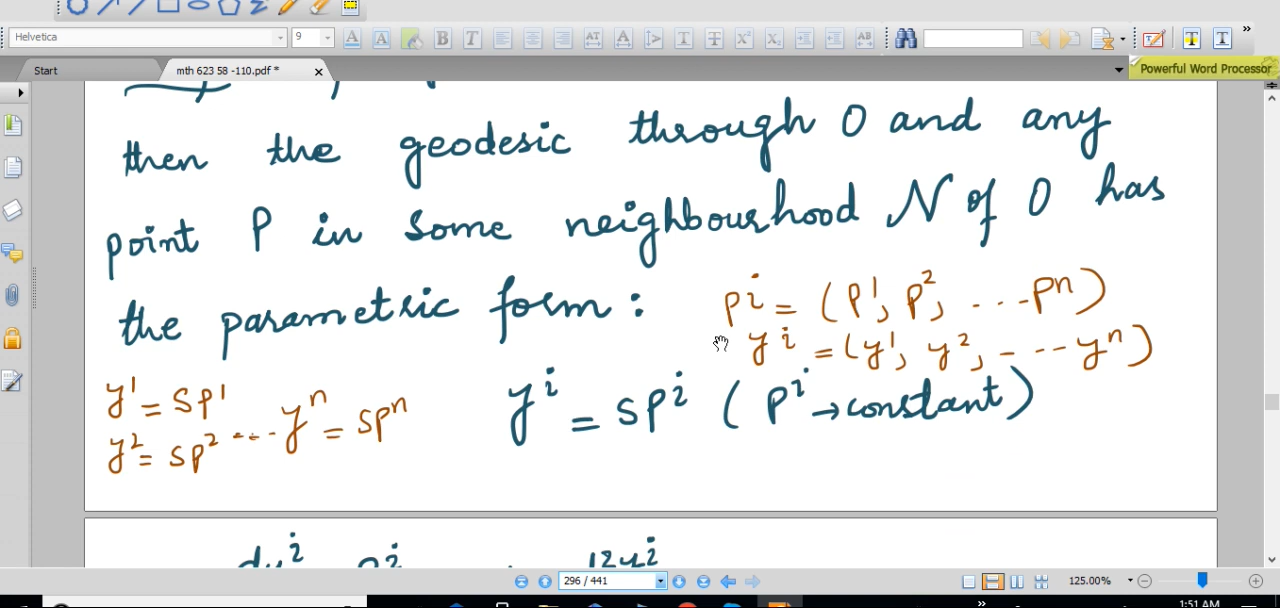 Helvetica
9
Start
mth 623 58 -110.pdf *
Powerful Word Processor
then the geodesic through O and any
point P in some neighbourhood N of O has
the parametric form :
pⁱ = (p¹, p², ... pⁿ)
yⁱ = (y¹, y², - ... yⁿ)
y¹ = sp¹
y² = sp² ... yⁿ = spⁿ
yⁱ = spⁱ (pⁱ → constant)
296 / 441
125.00%
1:51 AM